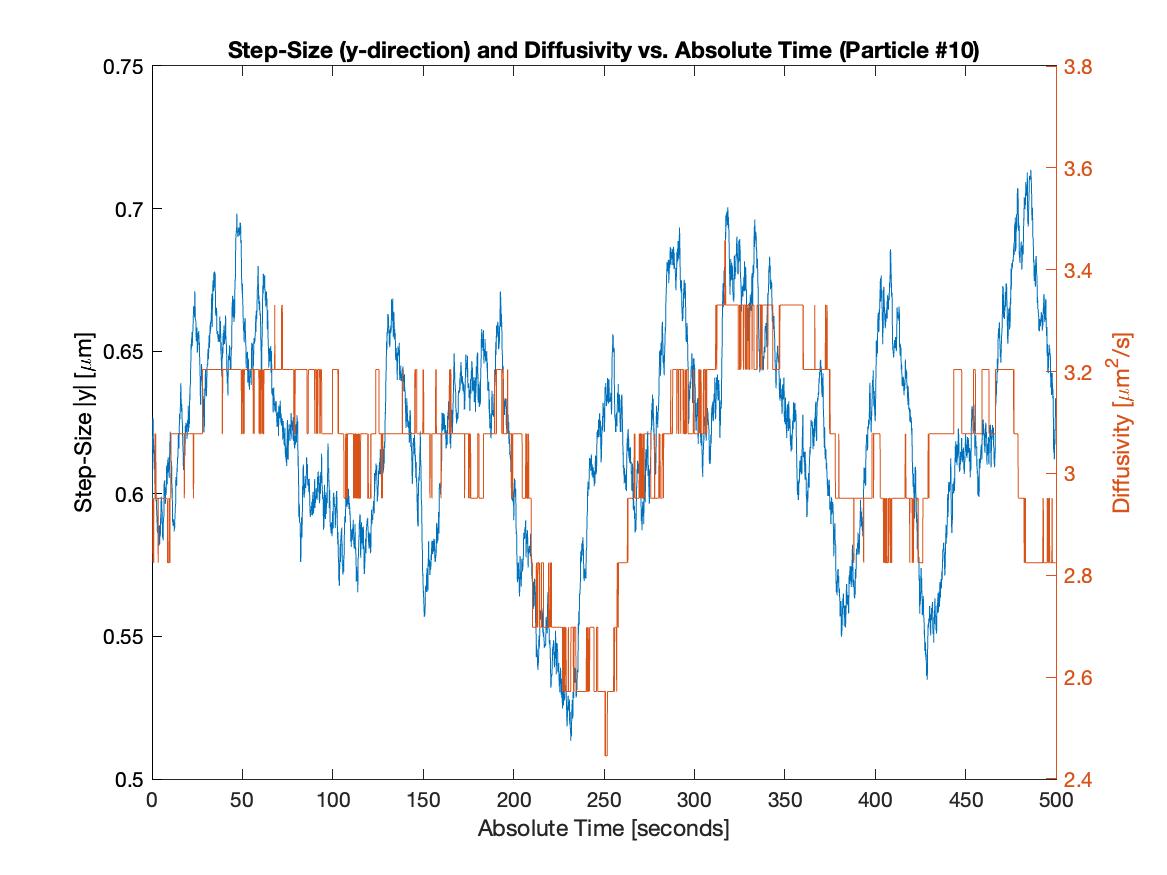 Step-Size (y-direction) and Diffusivity vs. Absolute Time (Particle #10)
0.75
0.7
0.65
0.6
0.55
0.5
Step-Size |y| [μm]
3.8
3.6
3.4
3.2
3
2.8
2.6
2.4
Diffusivity [μm²/s]
0 50 100 150 200 250 300 350 400 450 500
Absolute Time [seconds]